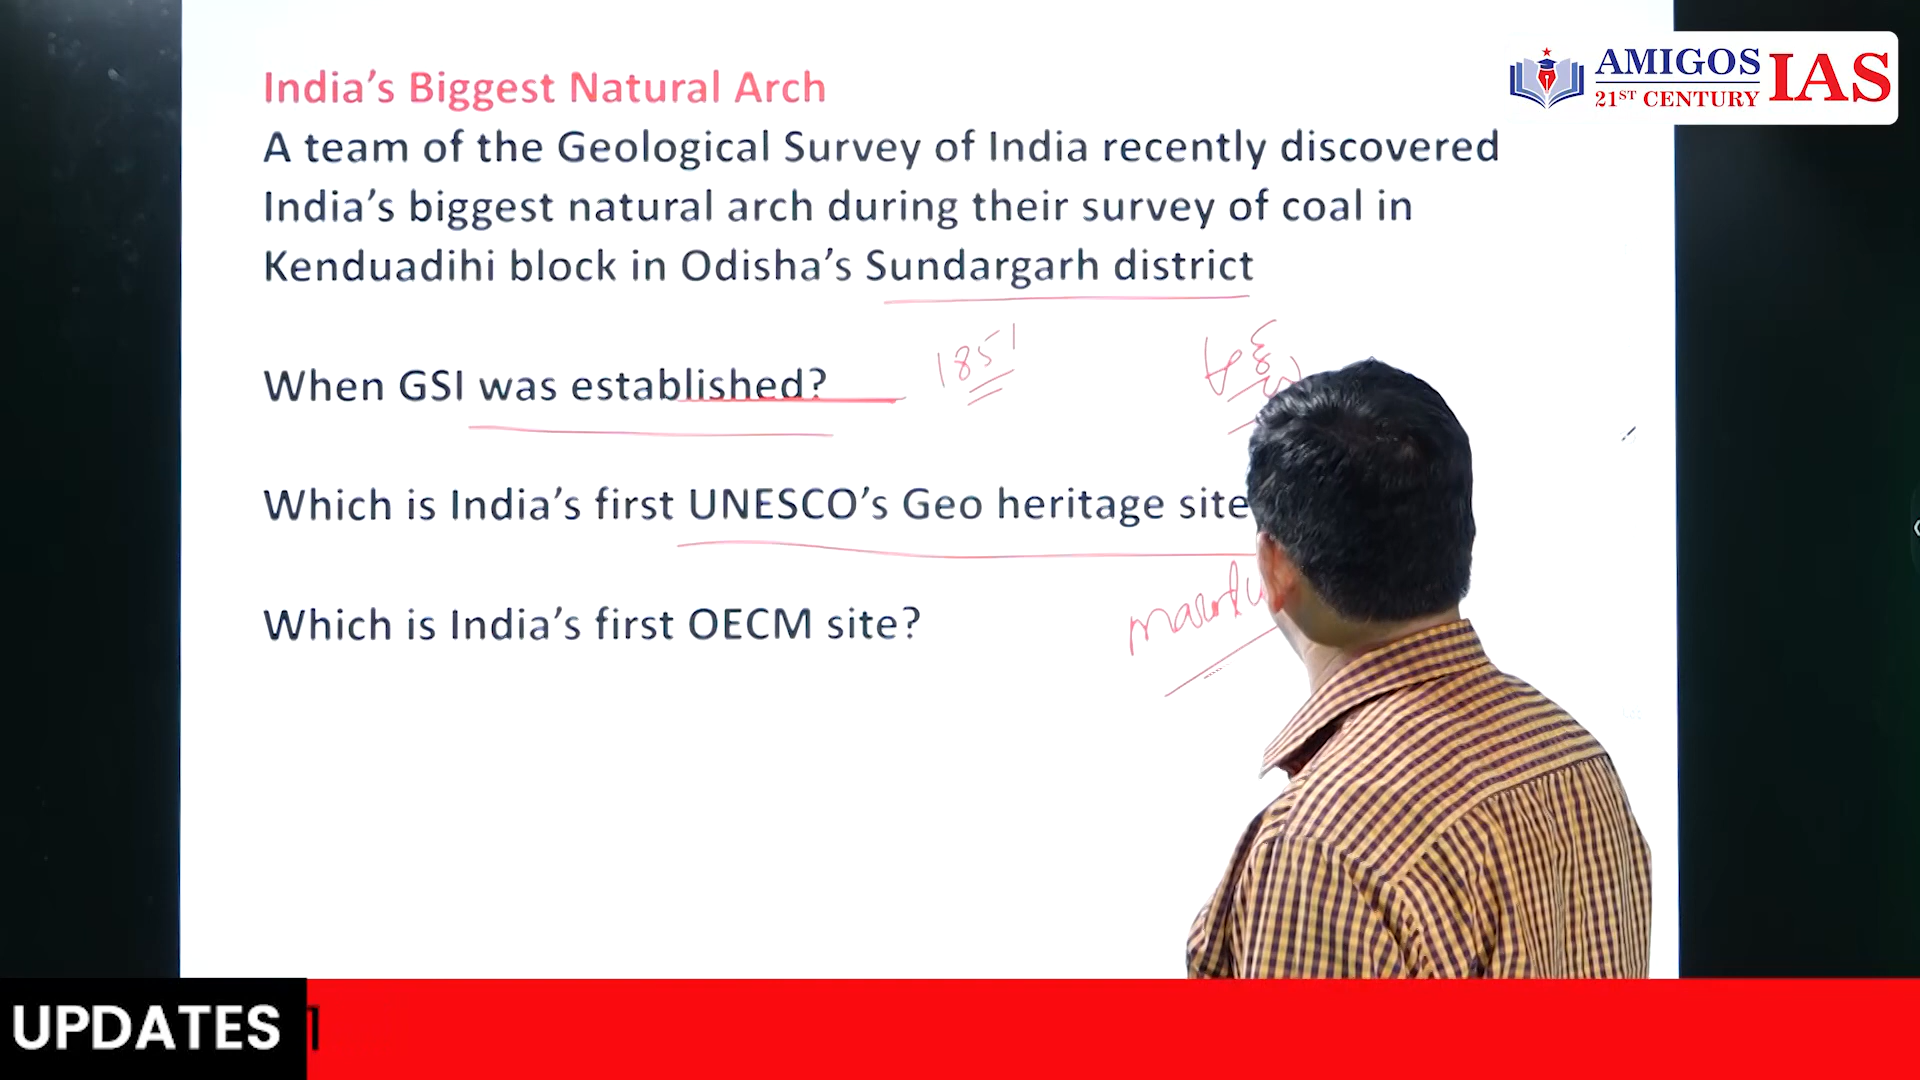 India's Biggest Natural Arch
AMIGOS
21ST CENTURY
IAS
A team of the Geological Survey of India recently discovered
India's biggest natural arch during their survey of coal in
Kenduadihi block in Odisha's Sundargarh district
1851
When GSI was established?
Which is India's first UNESCO's Geo heritage site
Which is India's first OECM site?
UPDATES